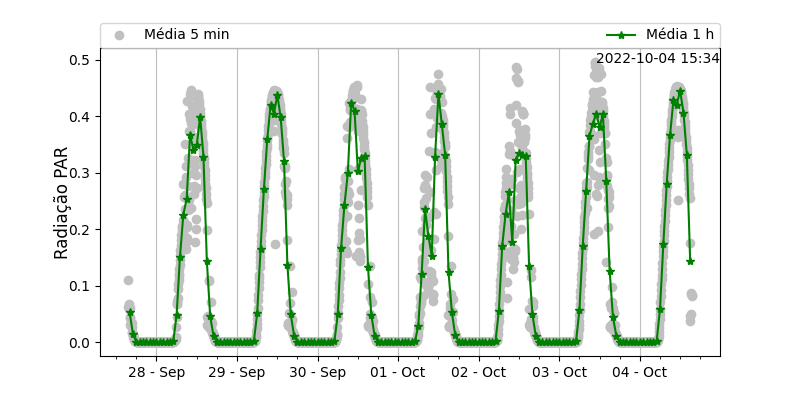 Média 5 min
Média 1 h
2022-10-04 15:34
Radiação PAR
0.5
0.4
0.3
0.2
0.1
0.0
28 - Sep
29 - Sep
30 - Sep
01 - Oct
02 - Oct
03 - Oct
04 - Oct